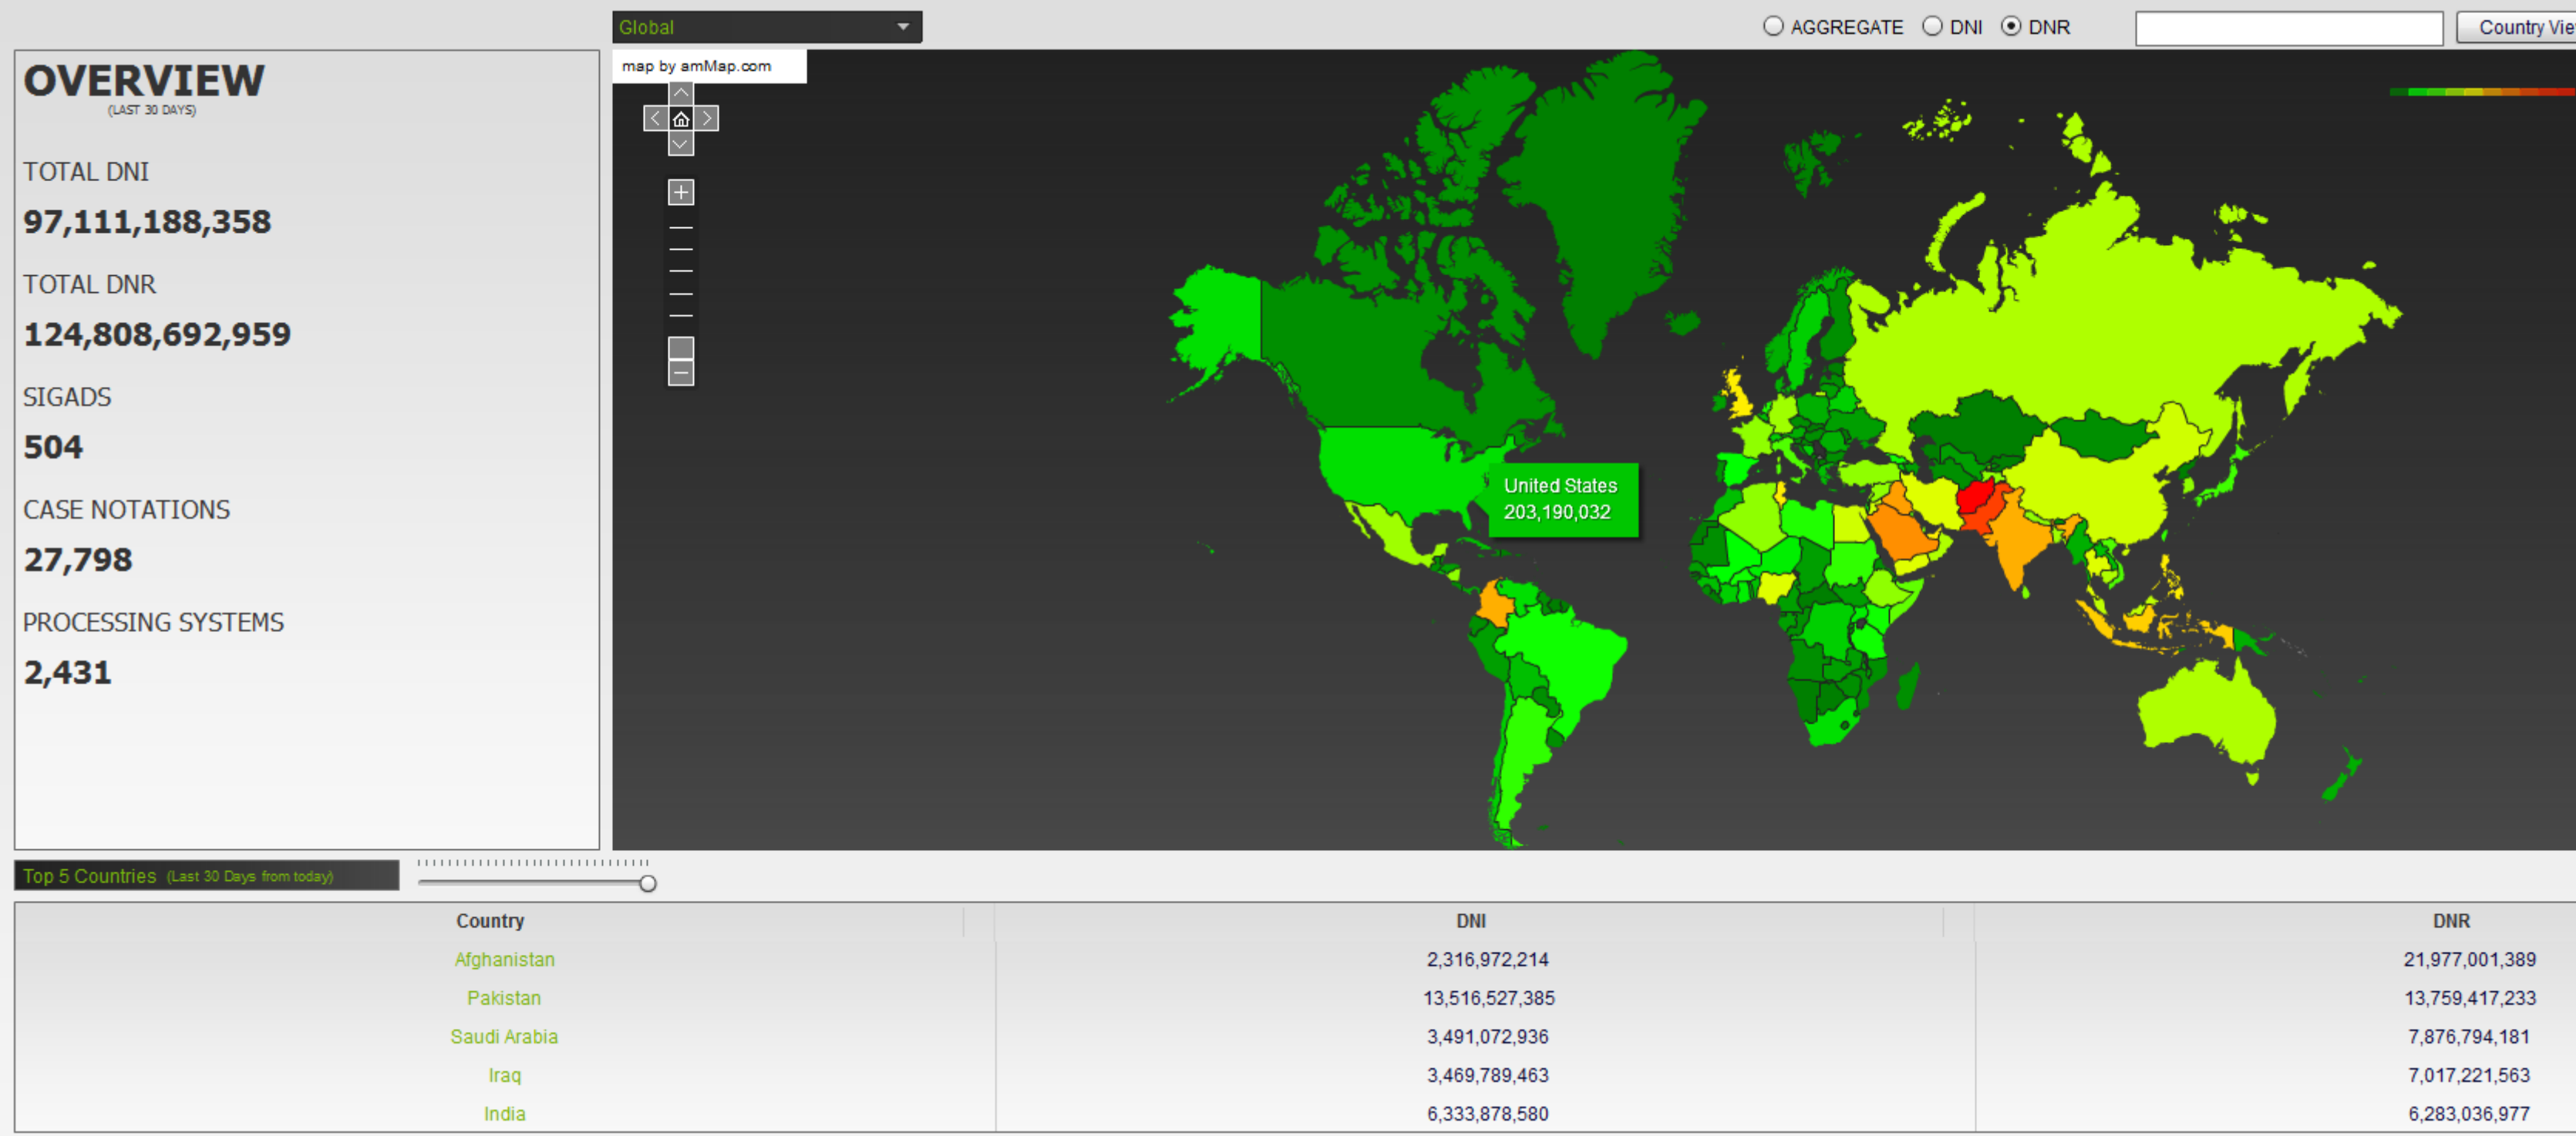 Global
AGGREGATE DNI DNR
Country Vie
map by amMap.com
OVERVIEW
(LAST 30 DAYS)
TOTAL DNI
97,111,188,358
TOTAL DNR
124,808,692,959
SIGADS
504
CASE NOTATIONS
27,798
PROCESSING SYSTEMS
2,431
United States
203,190,032
Top 5 Countries (Last 30 Days from today)
Country DNI DNR
Afghanistan 2,316,972,214 21,977,001,389
Pakistan 13,516,527,385 13,759,417,233
Saudi Arabia 3,491,072,936 7,876,794,181
Iraq 3,469,789,463 7,017,221,563
India 6,333,878,580 6,283,036,977